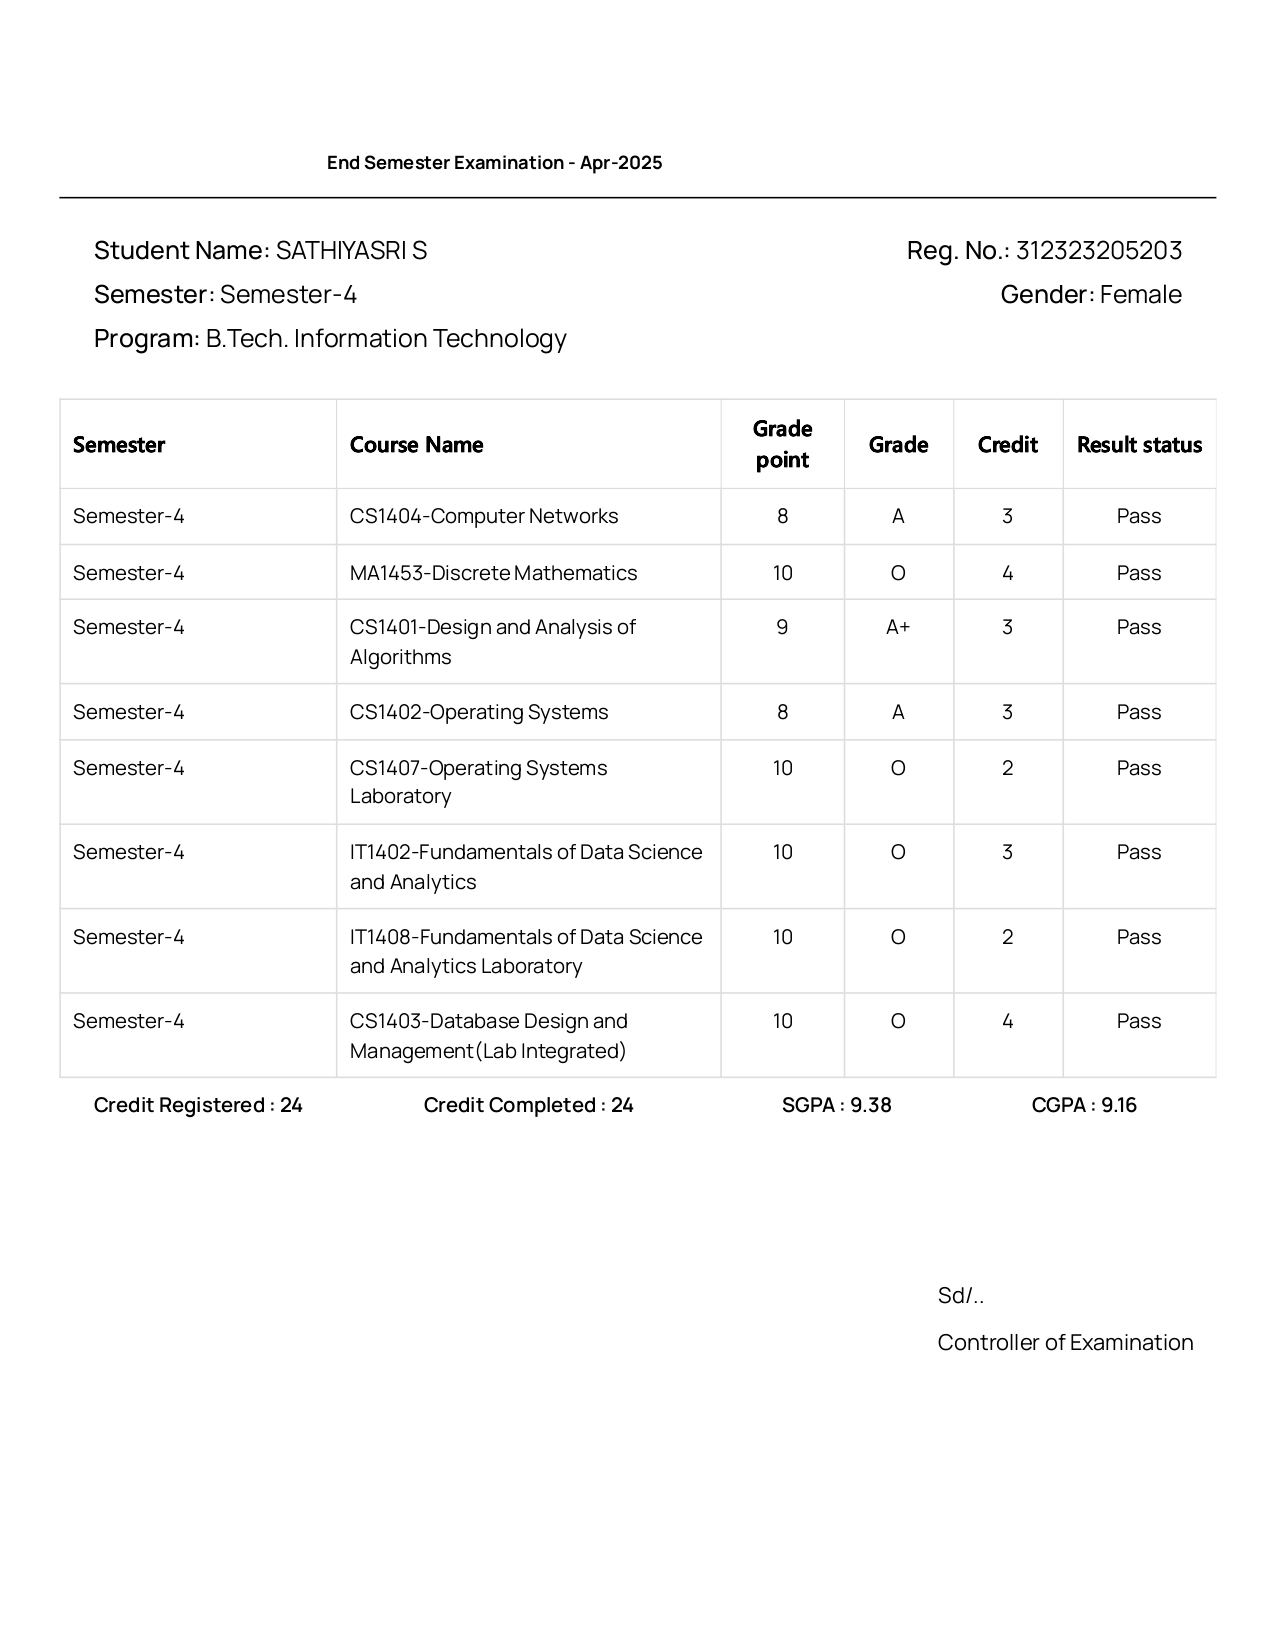 End Semester Examination - Apr-2025
Student Name: SATHIYASRI S Reg. No.: 312323205203
Semester: Semester-4 Gender: Female
Program: B.Tech. Information Technology
Semester Course Name Grade point Grade Credit Result status
Semester-4 CS1404-Computer Networks 8 A 3 Pass
Semester-4 MA1453-Discrete Mathematics 10 O 4 Pass
Semester-4 CS1401-Design and Analysis of 9 A+ 3 Pass
Algorithms
Semester-4 CS1402-Operating Systems 8 A 3 Pass
Semester-4 CS1407-Operating Systems 10 O 2 Pass
Laboratory
Semester-4 IT1402-Fundamentals of Data Science 10 O 3 Pass
and Analytics
Semester-4 IT1408-Fundamentals of Data Science 10 O 2 Pass
and Analytics Laboratory
Semester-4 CS1403-Database Design and 10 O 4 Pass
Management(Lab Integrated)
Credit Registered : 24 Credit Completed : 24 SGPA : 9.38 CGPA : 9.16
Sd/..
Controller of Examination